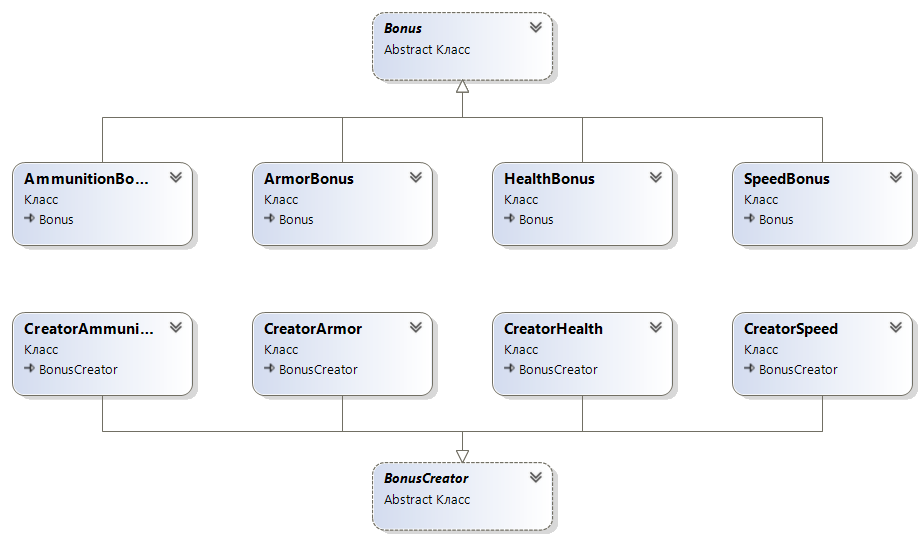 Bonus
Abstract Класс
AmmunitionBo...
Класс
Bonus
ArmorBonus
Класс
Bonus
HealthBonus
Класс
Bonus
SpeedBonus
Класс
Bonus
CreatorAmmuni...
Класс
BonusCreator
CreatorArmor
Класс
BonusCreator
CreatorHealth
Класс
BonusCreator
CreatorSpeed
Класс
BonusCreator
BonusCreator
Abstract Класс